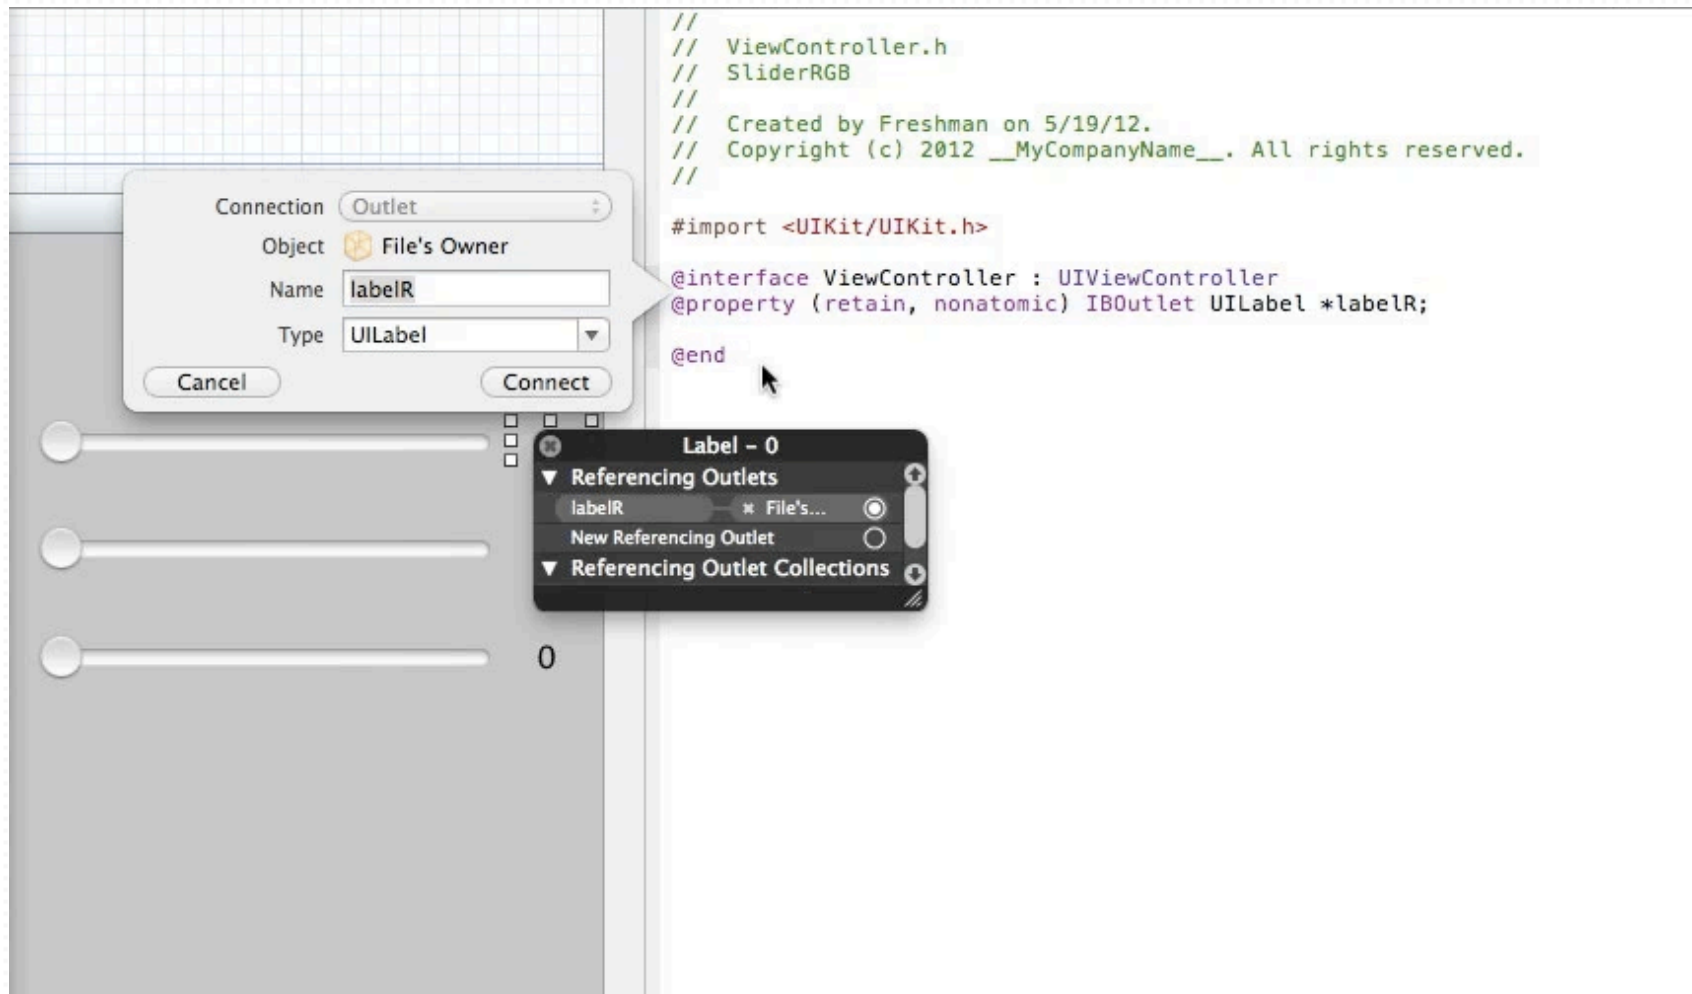 //
//  ViewController.h
//  SliderRGB
//
//  Created by Freshman on 5/19/12.
//  Copyright (c) 2012 __MyCompanyName__. All rights reserved.
//
#import <UIKit/UIKit.h>
@interface ViewController : UIViewController
@property (retain, nonatomic) IBOutlet UILabel *labelR;
@end
Connection Outlet
Object File's Owner
Name labelR
Type UILabel
Cancel Connect
Label – 0
Referencing Outlets
labelR File's...
New Referencing Outlet
Referencing Outlet Collections
0